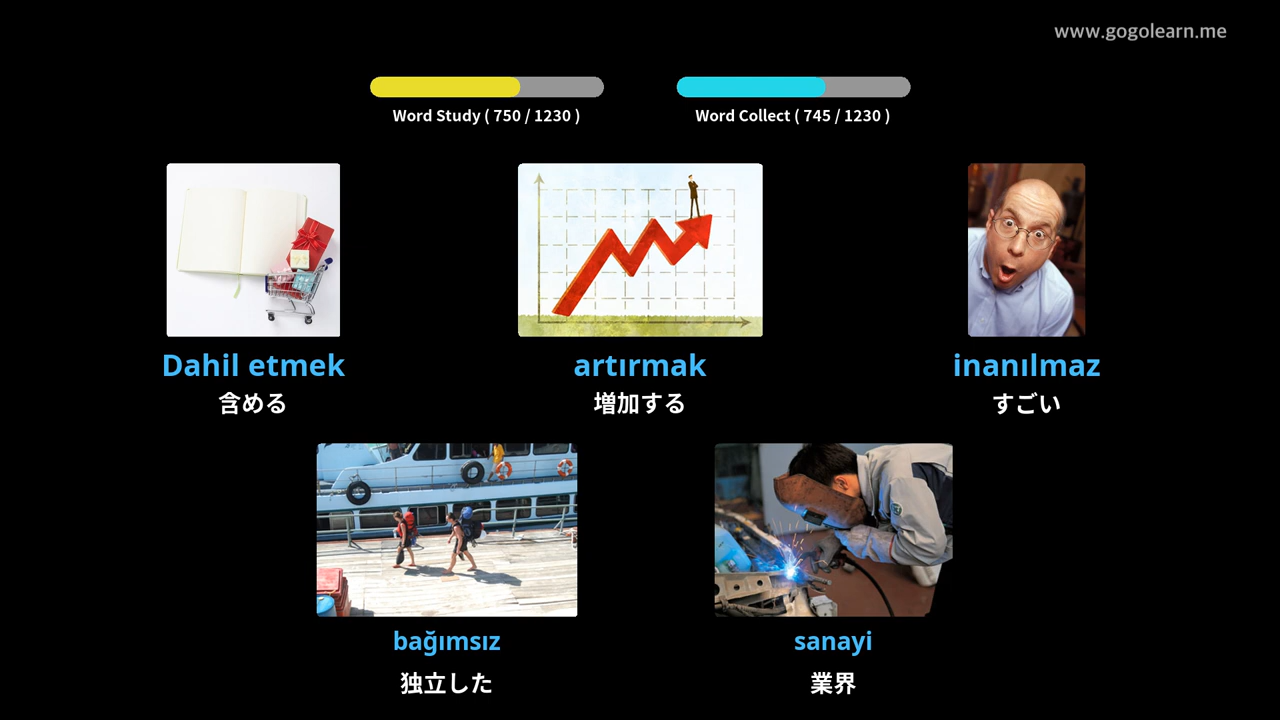 www.gogolearn.me
Word Study ( 750 / 1230 )
Word Collect ( 745 / 1230 )
Dahil etmek
含める
artırmak
増加する
inanılmaz
すごい
bağımsız
独立した
sanayi
業界